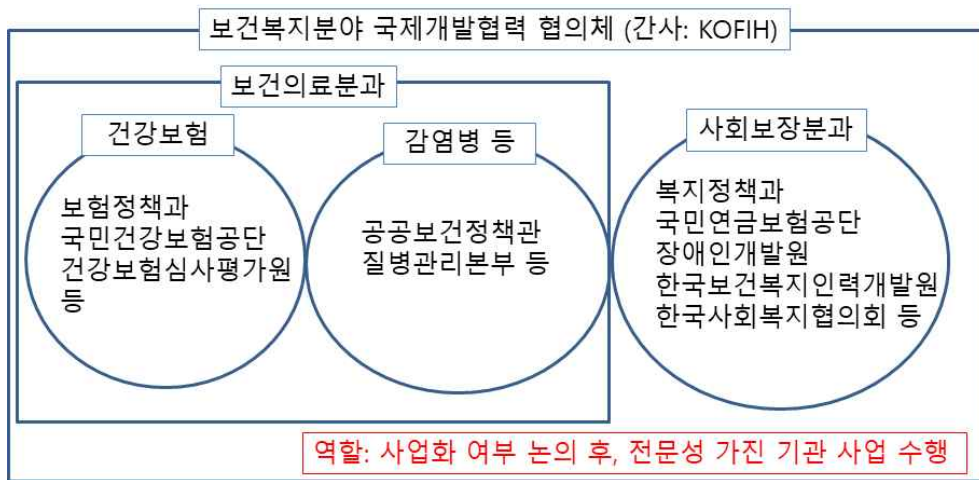 보건복지분야 국제개발협력 협의체 (간사: KOFIH)
보건의료분과
건강보험
보험정책과
국민건강보험공단
건강보험심사평가원
등
감염병 등
공공보건정책관
질병관리본부 등
사회보장분과
복지정책과
국민연금보험공단
장애인개발원
한국보건복지인력개발원
한국사회복지협의회 등
역할: 사업화 여부 논의 후, 전문성 가진 기관 사업 수행